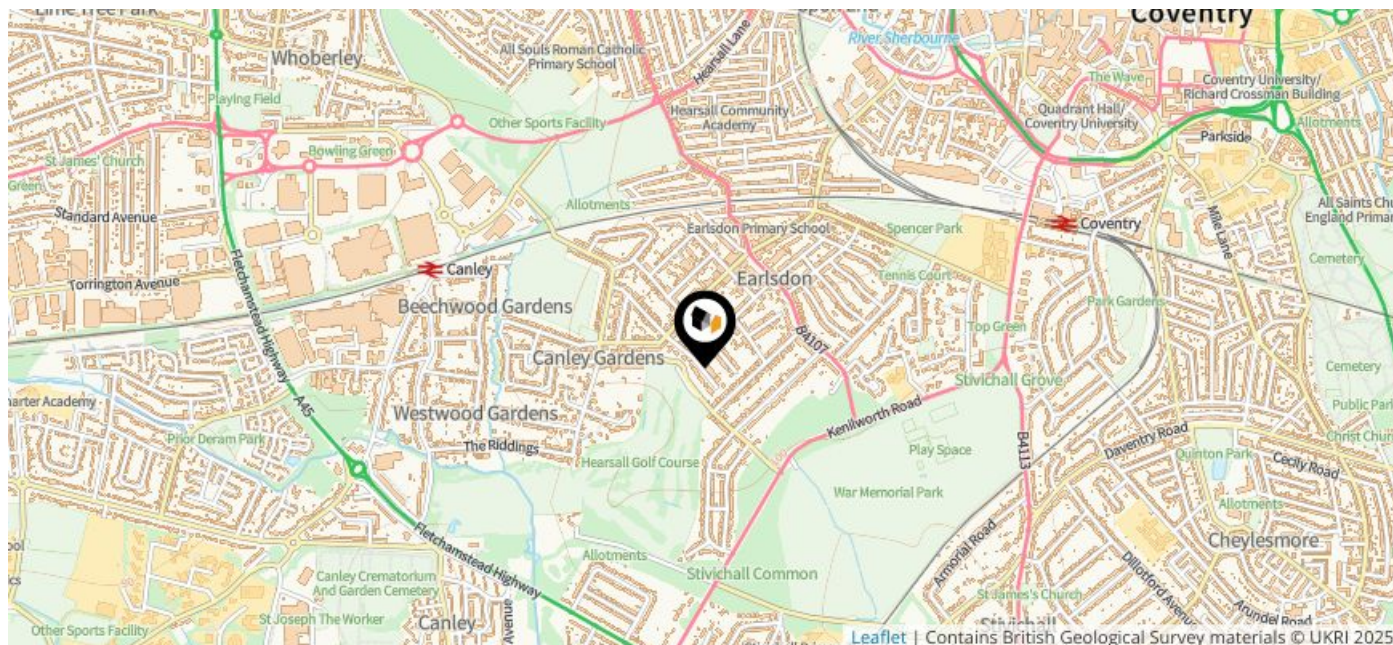 Lime Tree Park
Coventry
Whoberley
All Souls Roman Catholic
Primary School
Hearsall Lane
River Sherbourne
The Wave
Coventry University/
Richard Crossman Building
Playing Field
Hearsall Community
Academy
Quadrant Hall/
Coventry University
Allotments
Other Sports Facility
Parkside
St James' Church
Bowling Green
Green
Standard Avenue
Allotments
Earlsdon Primary School
Spencer Park
Coventry
Mile Lane
All Saints Chu
England Prima
Fletchamstead Highway
A45
Canley
Torrington Avenue
Beechwood Gardens
Earlsdon
Tennis Court
Cemetery
Park Gardens
Top Green
B4107
Canley Gardens
Stivichall Grove
Cemetery
Kenilworth Road
Public Park
harter Academy
Westwood Gardens
The Riddings
Prior Deram Park
Hearsall Golf Course
Play Space
B4113
Daventry Road
Quinton Park
Christ Church
Cecily Road
War Memorial Park
Allotments
Fletchamstead Highway
Armorial Road
Cheylesmore
ool
ics
Canley Crematorium
And Garden Cemetery
Allotments
Stivichall Common
Dillotford Avenue
St James's Church
Arundel Road
St Joseph The Worker
Other Sports Facility
Canley
Avenue
Stivichall
Leaflet | Contains British Geological Survey materials © UKRI 2025